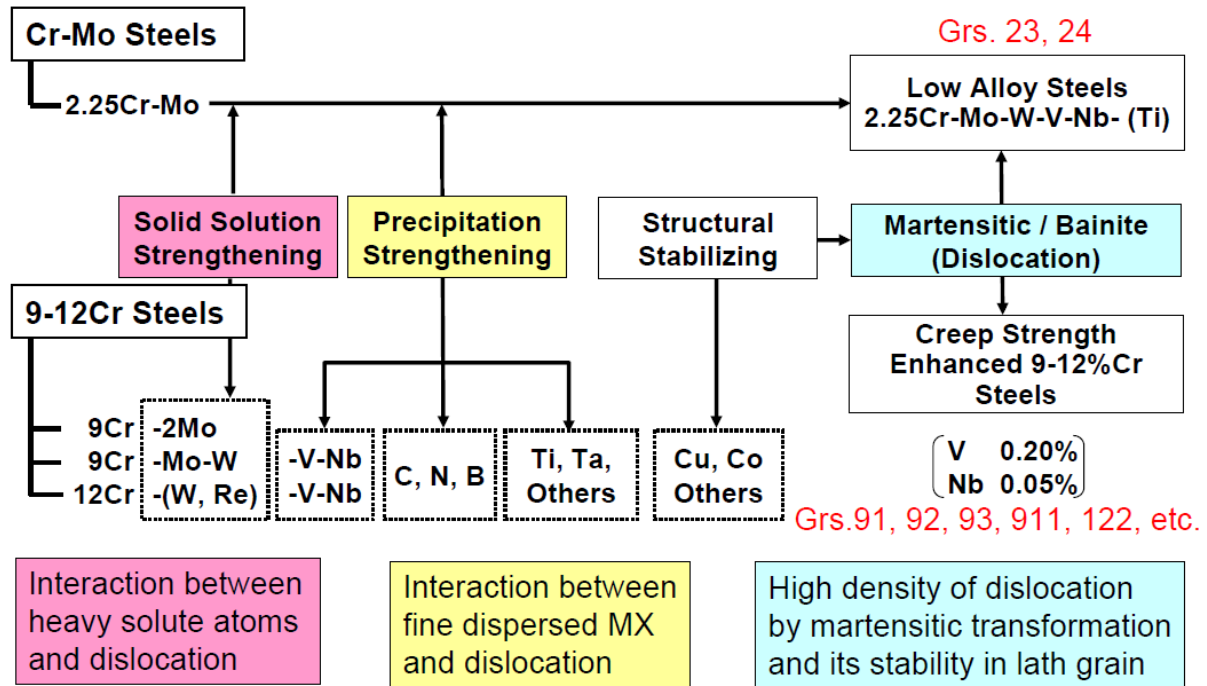 Cr-Mo Steels
2.25Cr-Mo
Grs. 23, 24
Low Alloy Steels
2.25Cr-Mo-W-V-Nb- (Ti)
Solid Solution
Strengthening
Precipitation
Strengthening
Structural
Stabilizing
Martensitic / Bainite
(Dislocation)
9-12Cr Steels
Creep Strength
Enhanced 9-12%Cr
Steels
9Cr -2Mo
9Cr -Mo-W
12Cr -(W, Re)
-V-Nb
-V-Nb
C, N, B
Ti, Ta,
Others
Cu, Co
Others
V 0.20%
Nb 0.05%
Grs.91, 92, 93, 911, 122, etc.
Interaction between
heavy solute atoms
and dislocation
Interaction between
fine dispersed MX
and dislocation
High density of dislocation
by martensitic transformation
and its stability in lath grain